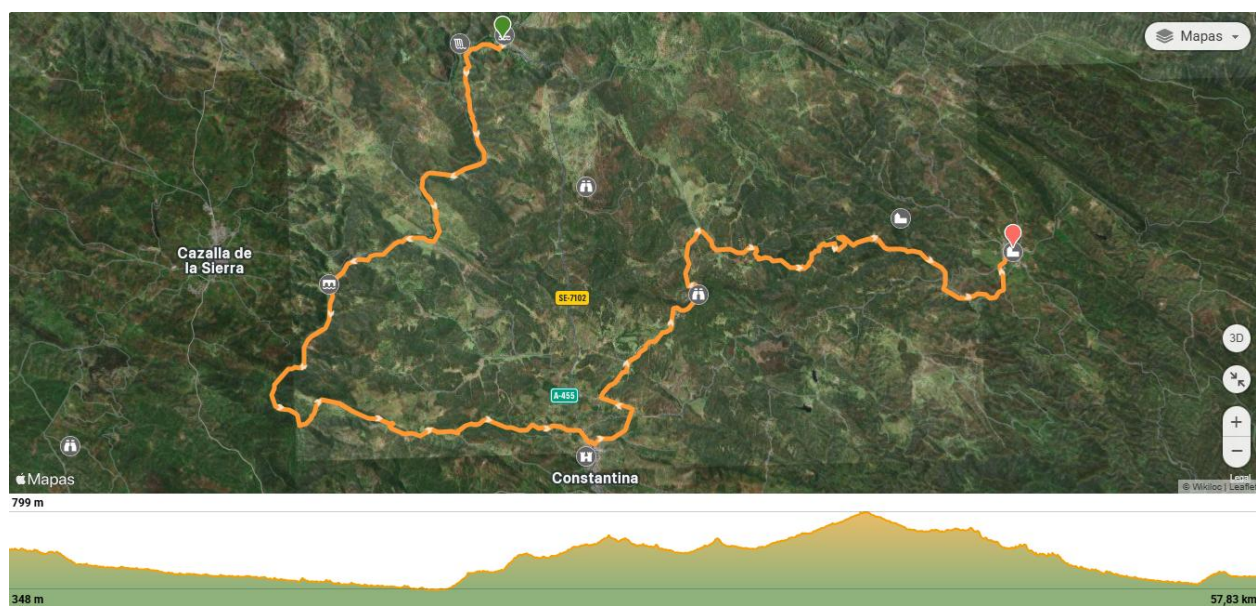 Mapas
Cazalla de
la Sierra
SE-7102
3D
A-455
+
−
Constantina
Mapas
Legal
© Wikiloc | Leaflet
799 m
348 m
57,83 km